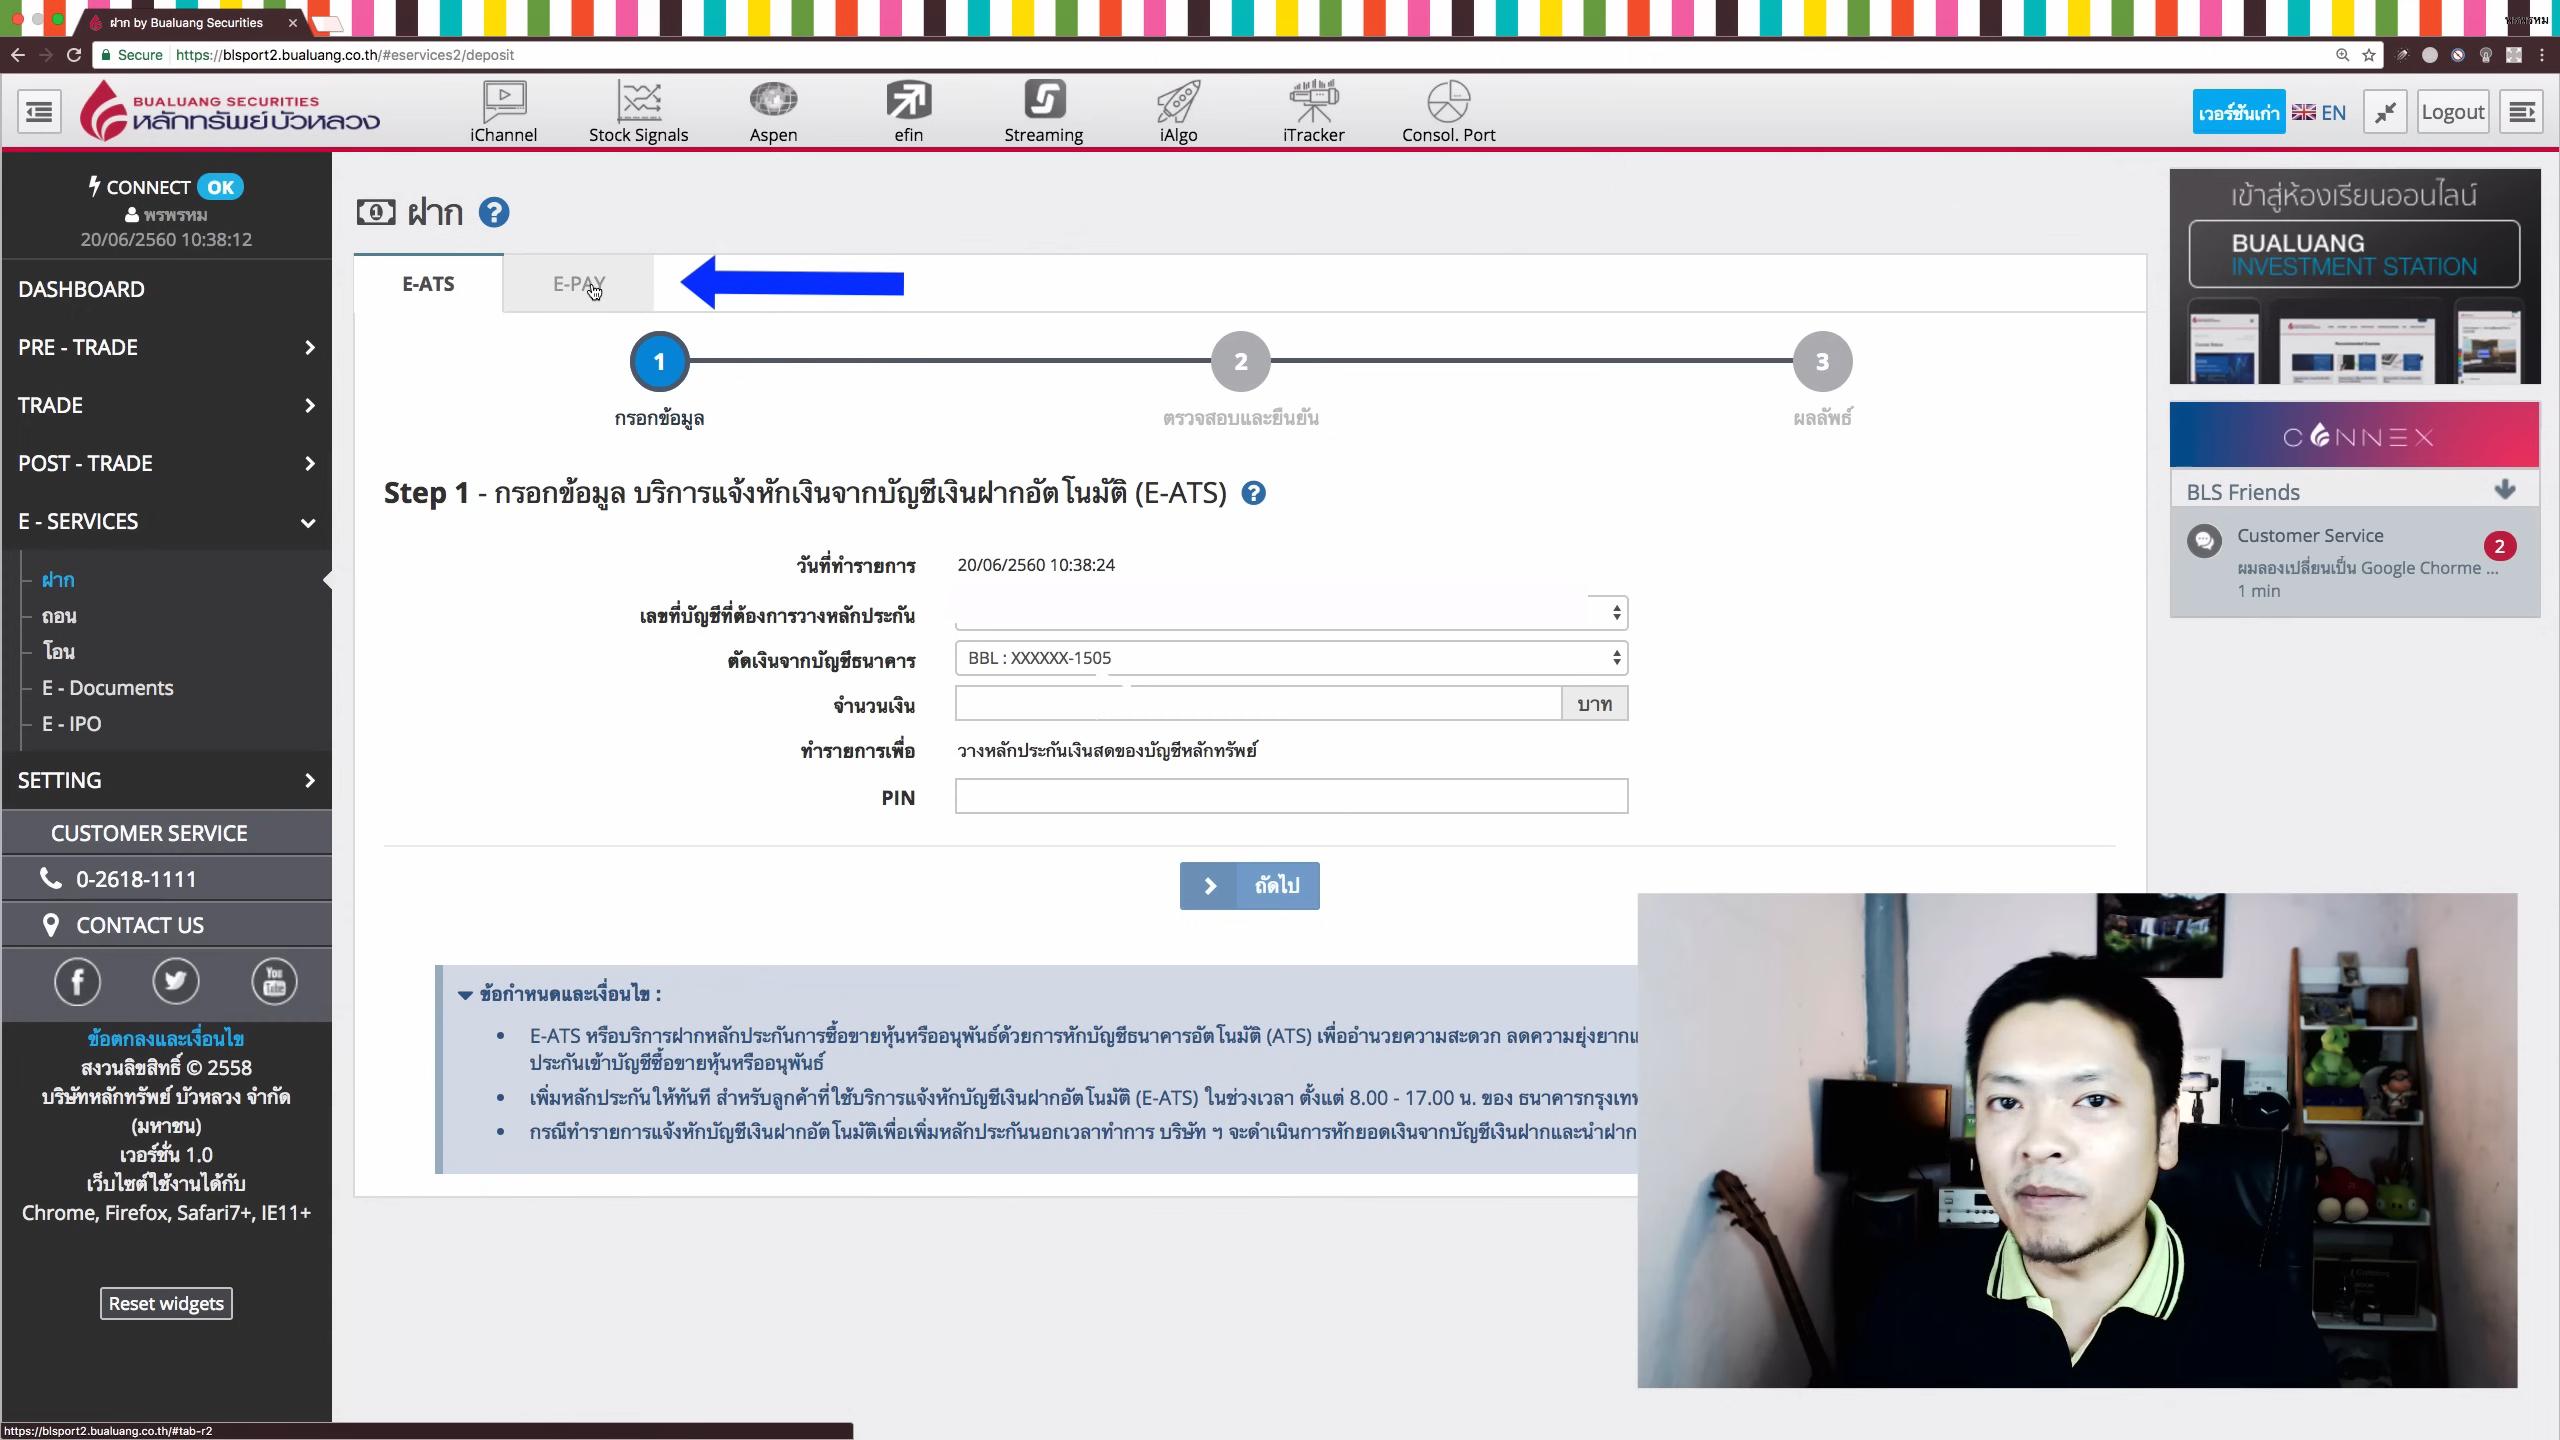 ฝาก by Bualuang Securities
พรพรหม
Secure https://blsport2.bualuang.co.th/#eservices2/deposit
BUALUANG SECURITIES
หลักทรัพย์บัวหลวง
iChannel
Stock Signals
Aspen
efin
Streaming
iAlgo
iTracker
Consol. Port
เวอร์ชันเก่า
EN
Logout
CONNECT OK
พรพรหม
20/06/2560 10:38:12
DASHBOARD
PRE - TRADE
TRADE
POST - TRADE
E - SERVICES
ฝาก
ถอน
โอน
E - Documents
E - IPO
SETTING
CUSTOMER SERVICE
0-2618-1111
CONTACT US
You
Tube
ข้อตกลงและเงื่อนไข
สงวนลิขสิทธิ์ © 2558
บริษัทหลักทรัพย์ บัวหลวง จำกัด
(มหาชน)
เวอร์ชั่น 1.0
เว็บไซต์ใช้งานได้กับ
Chrome, Firefox, Safari7+, IE11+
Reset widgets
https://blsport2.bualuang.co.th/#tab-r2
ฝาก
E-ATS
E-PAY
1
2
3
กรอกข้อมูล
ตรวจสอบและยืนยัน
ผลลัพธ์
Step 1 - กรอกข้อมูล บริการแจ้งหักเงินจากบัญชีเงินฝากอัตโนมัติ (E-ATS)
วันที่ทำรายการ 20/06/2560 10:38:24
เลขที่บัญชีที่ต้องการวางหลักประกัน
ตัดเงินจากบัญชีธนาคาร BBL : XXXXXX-1505
จำนวนเงิน บาท
ทำรายการเพื่อ วางหลักประกันเงินสดของบัญชีหลักทรัพย์
PIN
ถัดไป
ข้อกำหนดและเงื่อนไข :
E-ATS หรือบริการฝากหลักประกันการซื้อขายหุ้นหรืออนุพันธ์ด้วยการหักบัญชีธนาคารอัตโนมัติ (ATS) เพื่ออำนวยความสะดวก ลดความยุ่งยากแ
ประกันเข้าบัญชีซื้อขายหุ้นหรืออนุพันธ์
เพิ่มหลักประกันให้ทันที สำหรับลูกค้าที่ใช้บริการแจ้งหักบัญชีเงินฝากอัตโนมัติ (E-ATS) ในช่วงเวลา ตั้งแต่ 8.00 - 17.00 น. ของ ธนาคารกรุงเท
กรณีทำรายการแจ้งหักบัญชีเงินฝากอัตโนมัติเพื่อเพิ่มหลักประกันนอกเวลาทำการ บริษัท ฯ จะดำเนินการหักยอดเงินจากบัญชีเงินฝากและนำฝาก
เข้าสู่ห้องเรียนออนไลน์
BUALUANG
INVESTMENT STATION
CONNEX
BLS Friends
Customer Service
ผมลองเปลี่ยนเป็น Google Chorme ...
1 min
2